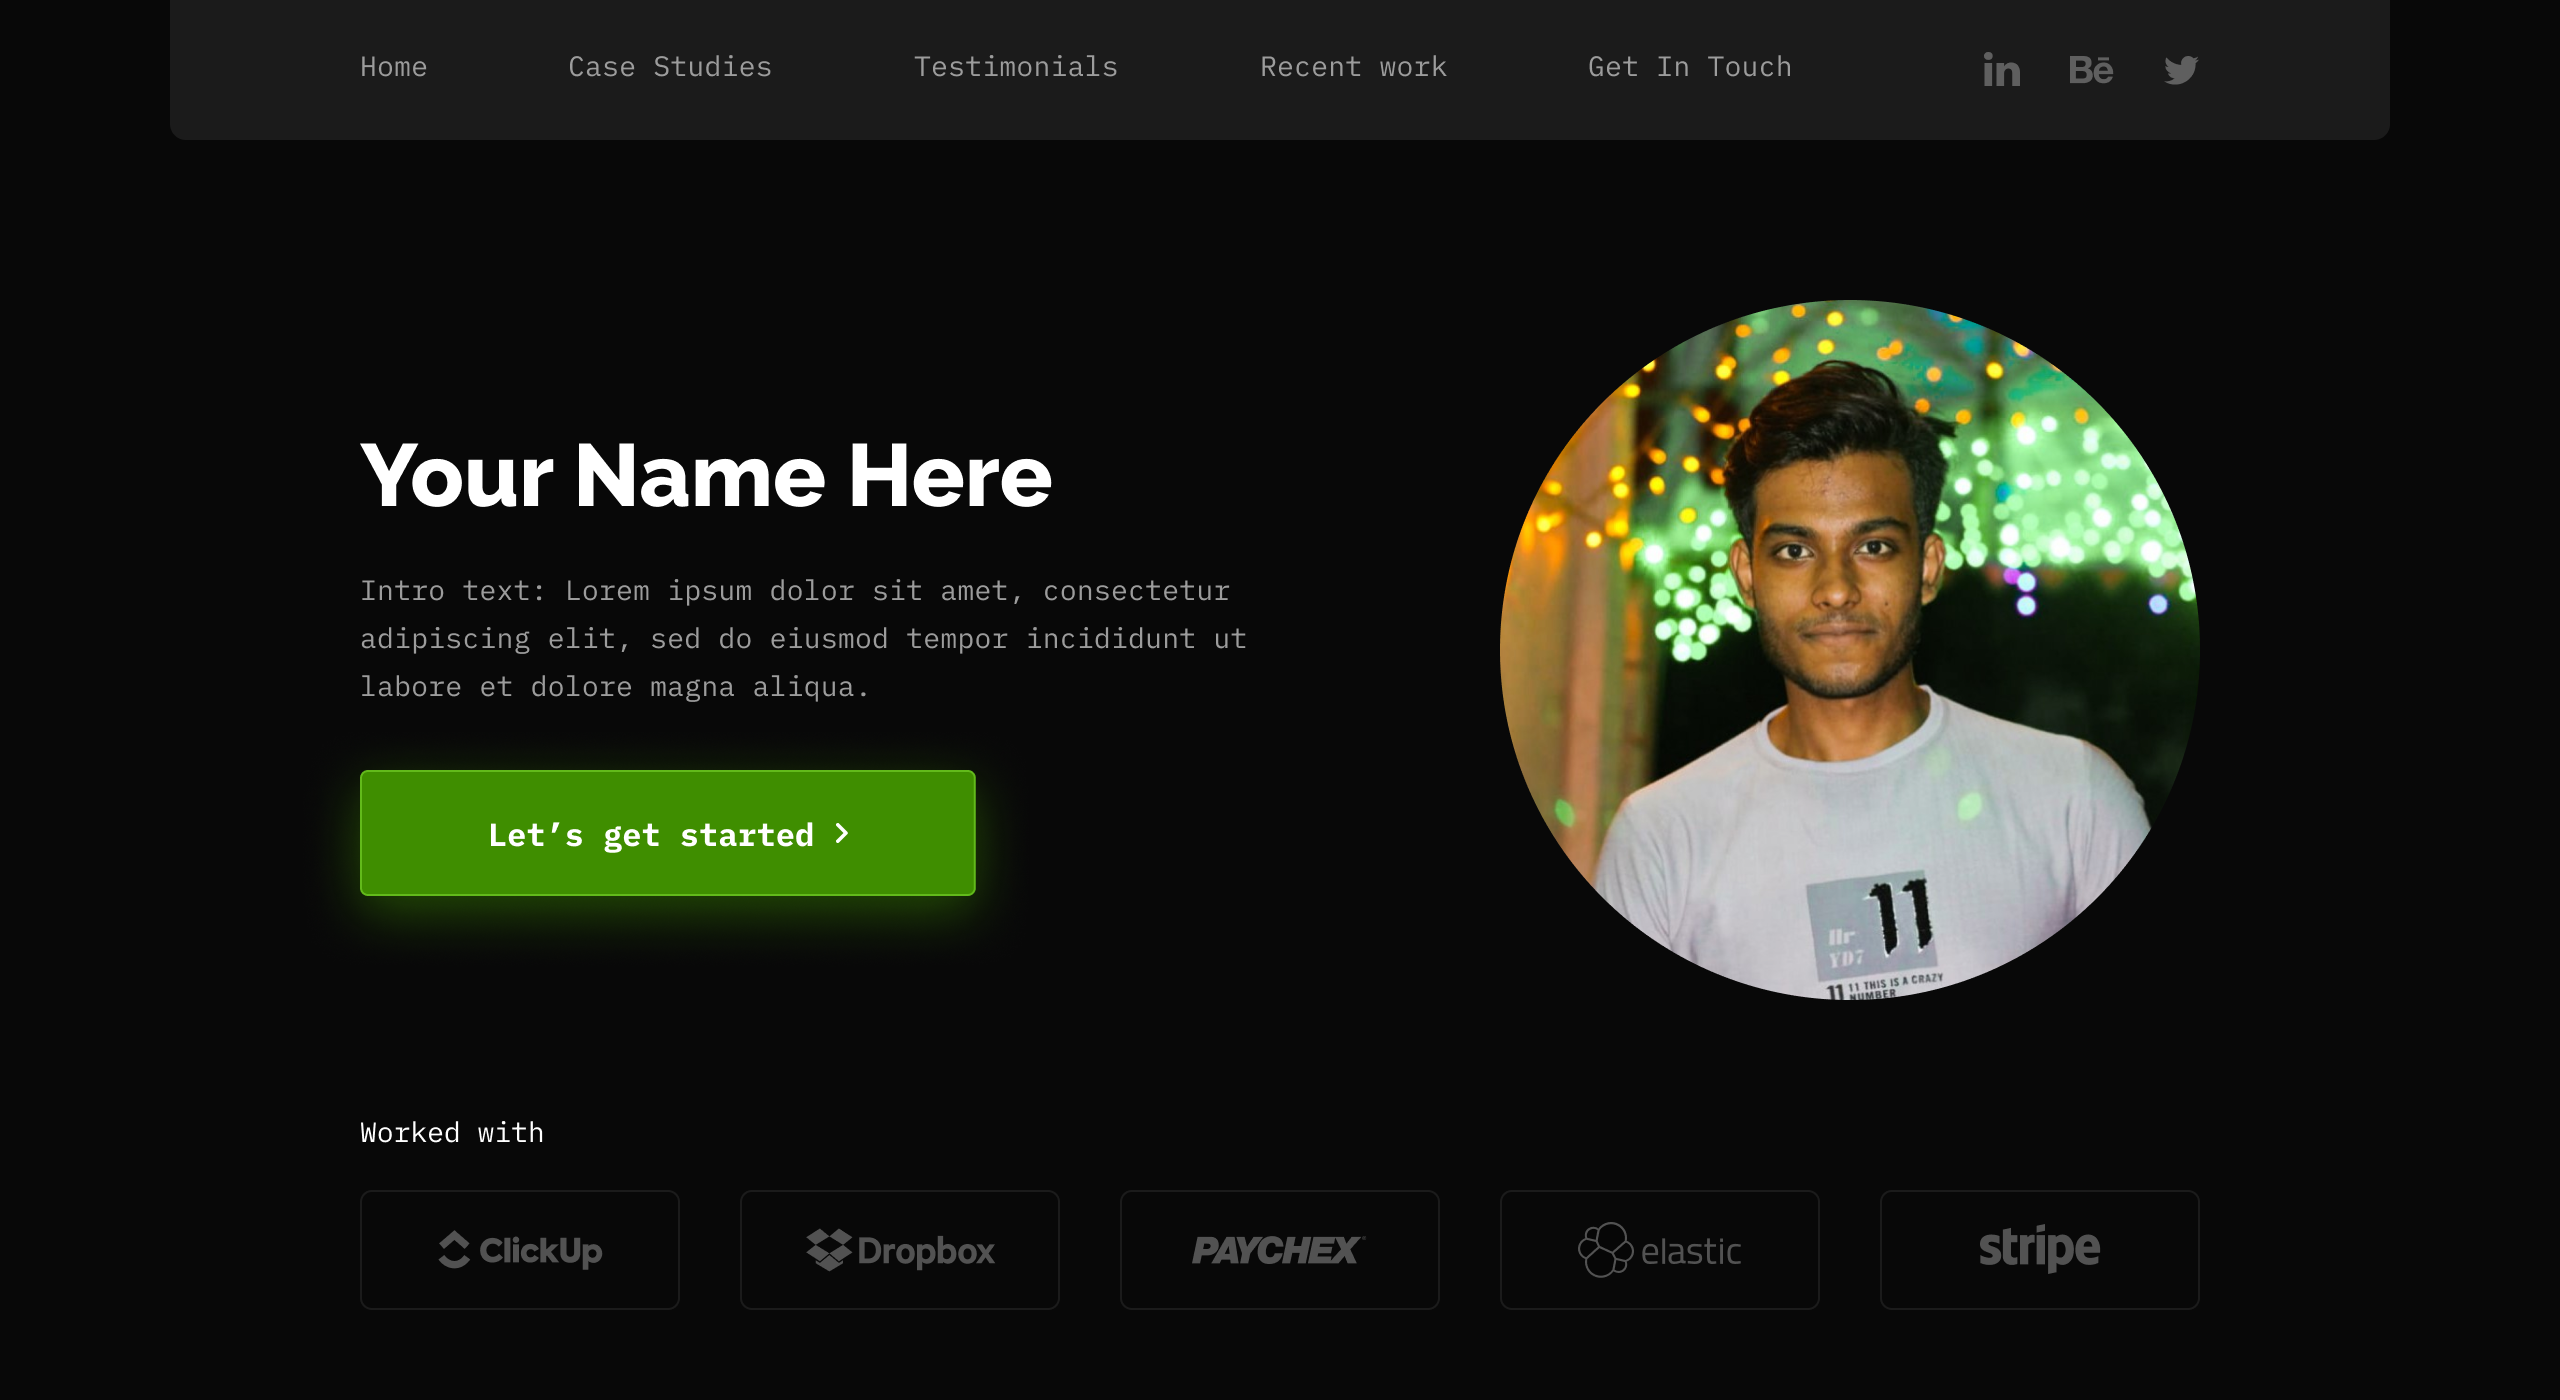 Home
Case Studies
Testimonials
Recent work
Get In Touch
in
Bē
Your Name Here
Intro text: Lorem ipsum dolor sit amet, consectetur
adipiscing elit, sed do eiusmod tempor incididunt ut
labore et dolore magna aliqua.
Let’s get started
11
YD7
11 11 THIS IS A CRAZY
NUMBER
Worked with
ClickUp
Dropbox
PAYCHEX
elastic
stripe